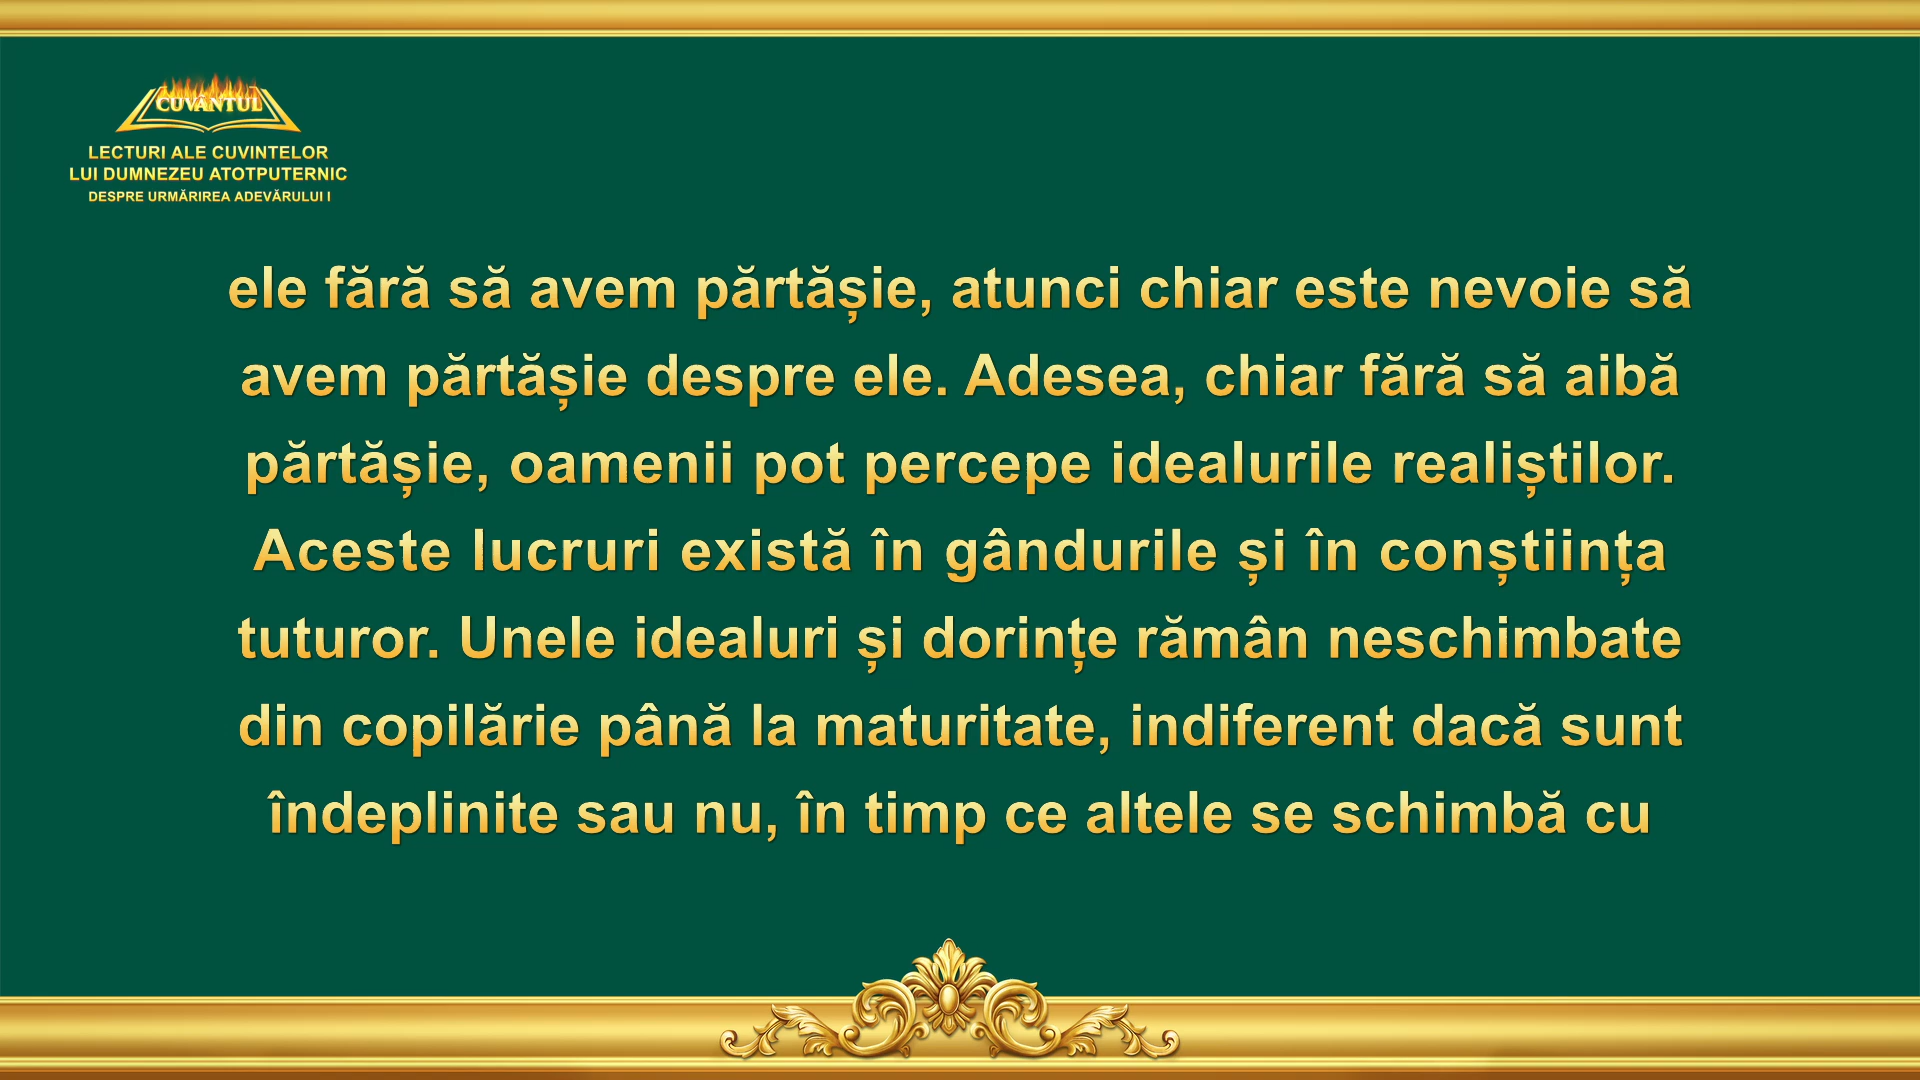 CUVÂNTUL
LECTURI ALE CUVINTELOR
LUI DUMNEZEU ATOTPUTERNIC
DESPRE URMĂRIREA ADEVĂRULUI I
ele fără să avem părtășie, atunci chiar este nevoie să
avem părtășie despre ele. Adesea, chiar fără să aibă
părtășie, oamenii pot percepe idealurile realiștilor.
Aceste lucruri există în gândurile și în conștiința
tuturor. Unele idealuri și dorințe rămân neschimbate
din copilărie până la maturitate, indiferent dacă sunt
îndeplinite sau nu, în timp ce altele se schimbă cu